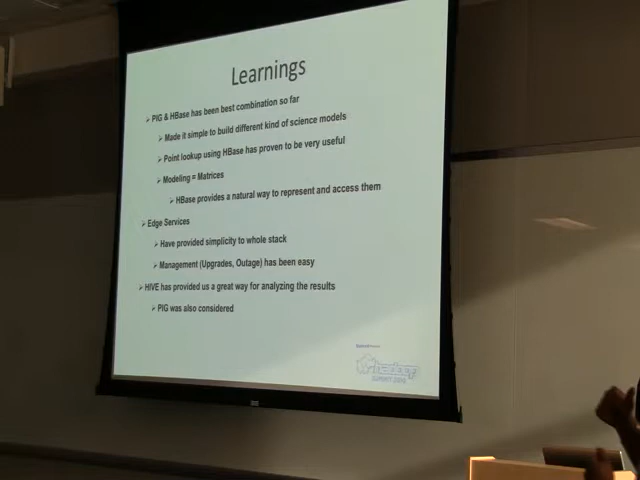 Learnings
PIG & HBase has been best combination so far
Made it simple to build different kind of science models
Point lookup using HBase has proven to be very useful
Modeling = Matrices
HBase provides a natural way to represent and access them
Edge Services
Have provided simplicity to whole stack
Management (Upgrades, Outage) has been easy
HIVE has provided us a great way for analyzing the results
PIG was also considered
hadoop
SUMMIT